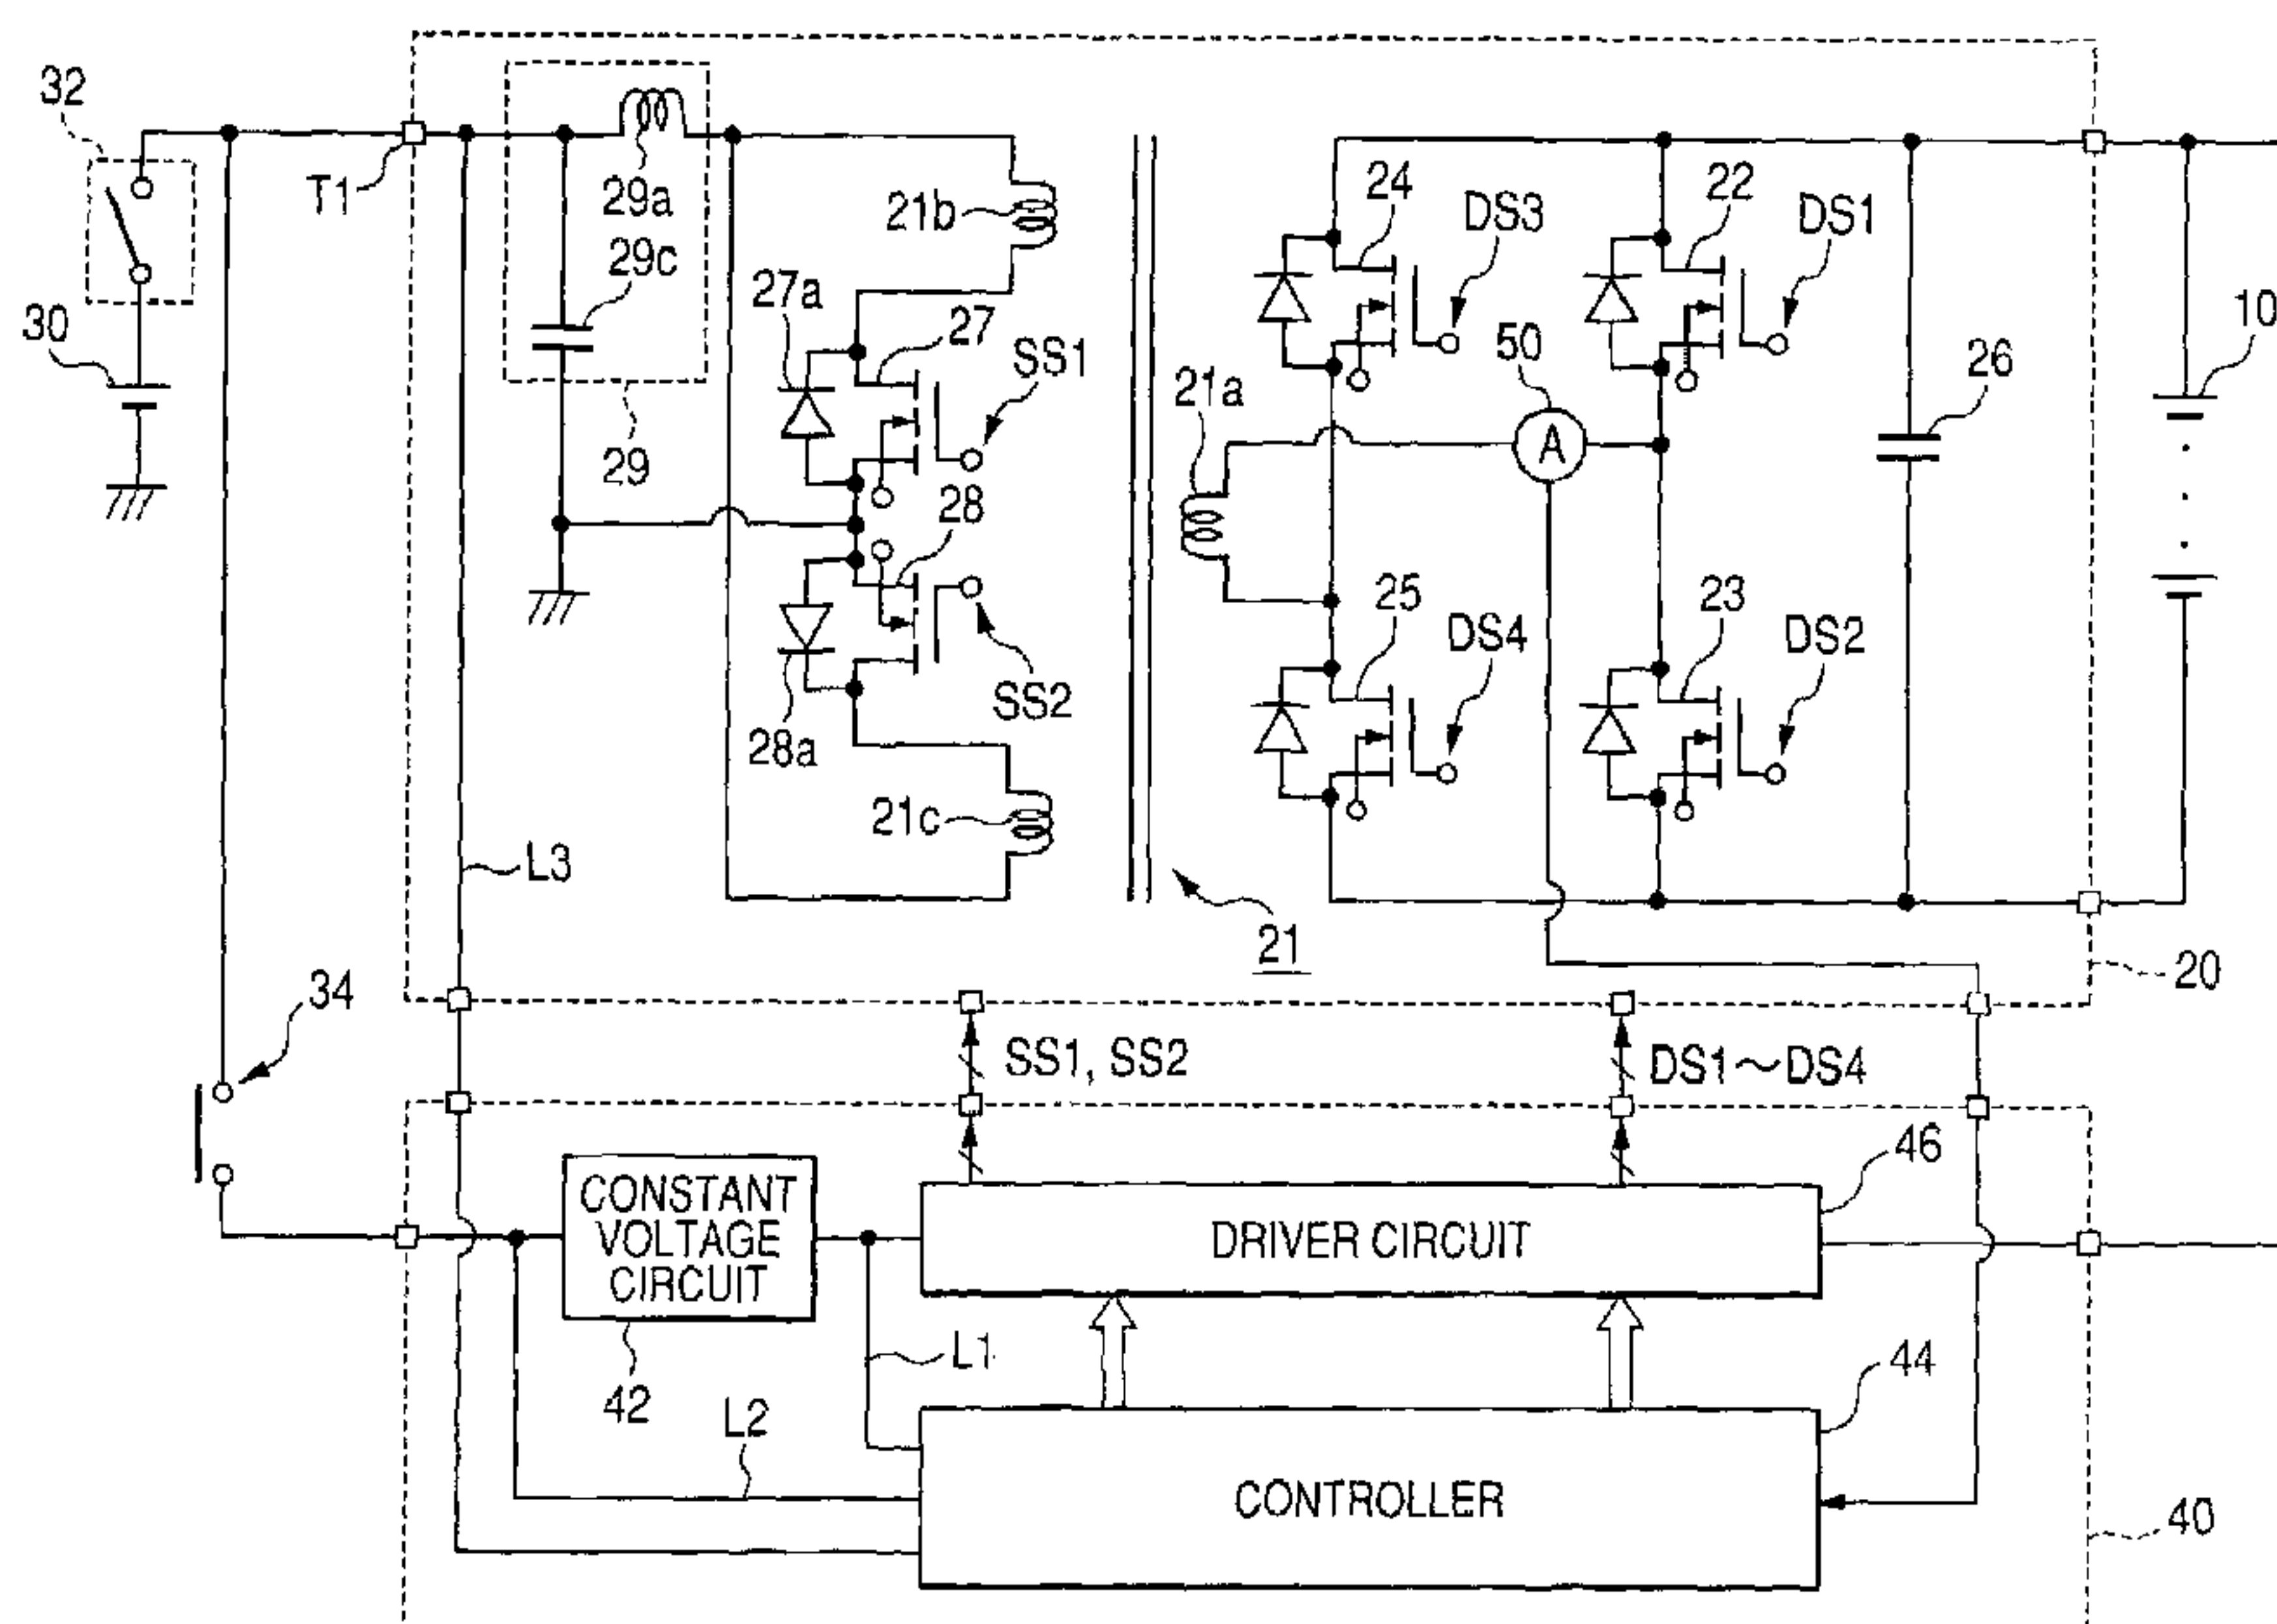 32
T1
29a
29c
21b
24
DS3
22
DS1
30
27a
27
SS1
50
26
10
29
28
21a
28a
SS2
25
DS4
23
DS2
21c
L3
21
20
34
SS1, SS2
DS1～DS4
46
CONSTANT
VOLTAGE
CIRCUIT
DRIVER CIRCUIT
A
42
L1
44
L2
CONTROLLER
40